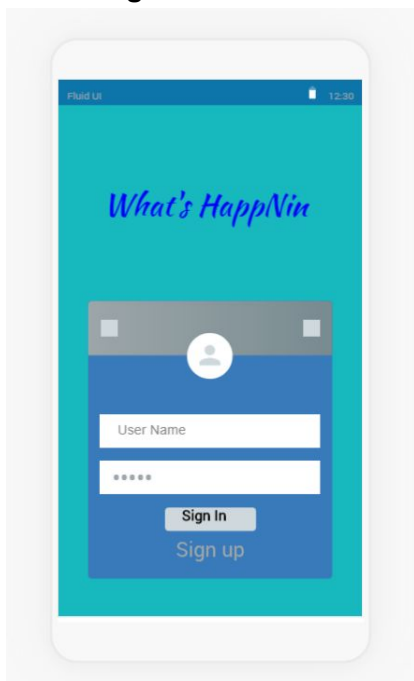 Fluid UI 12:30
What's HappNin
User Name
•••••
Sign In
Sign up